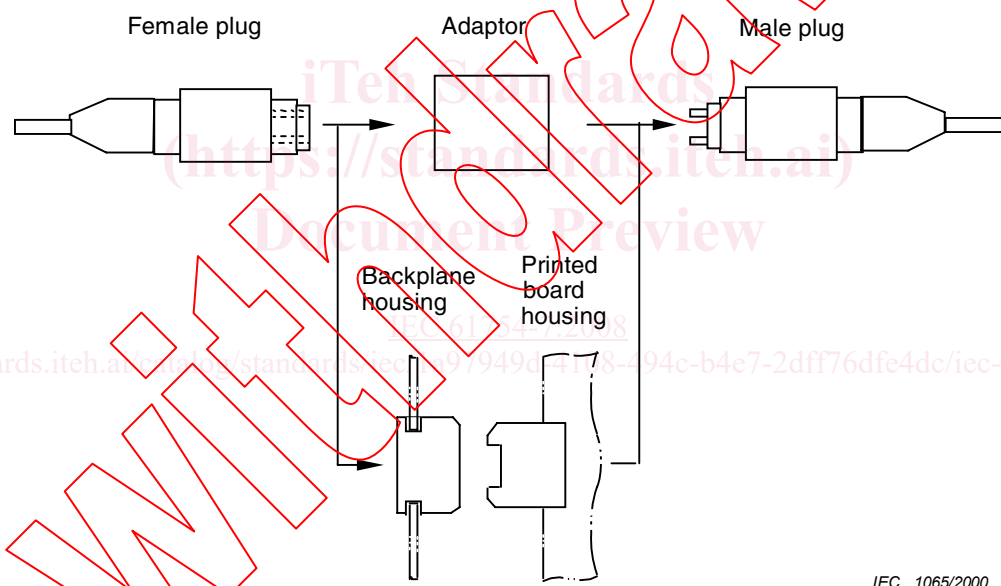 Female plug
Adaptor
Male plug
iTeh Standards
(https://standards.iteh.ai)
Document Preview
Backplane
housing
Printed
board
housing
IEC 61754-7:2008
IEC 1065/2000